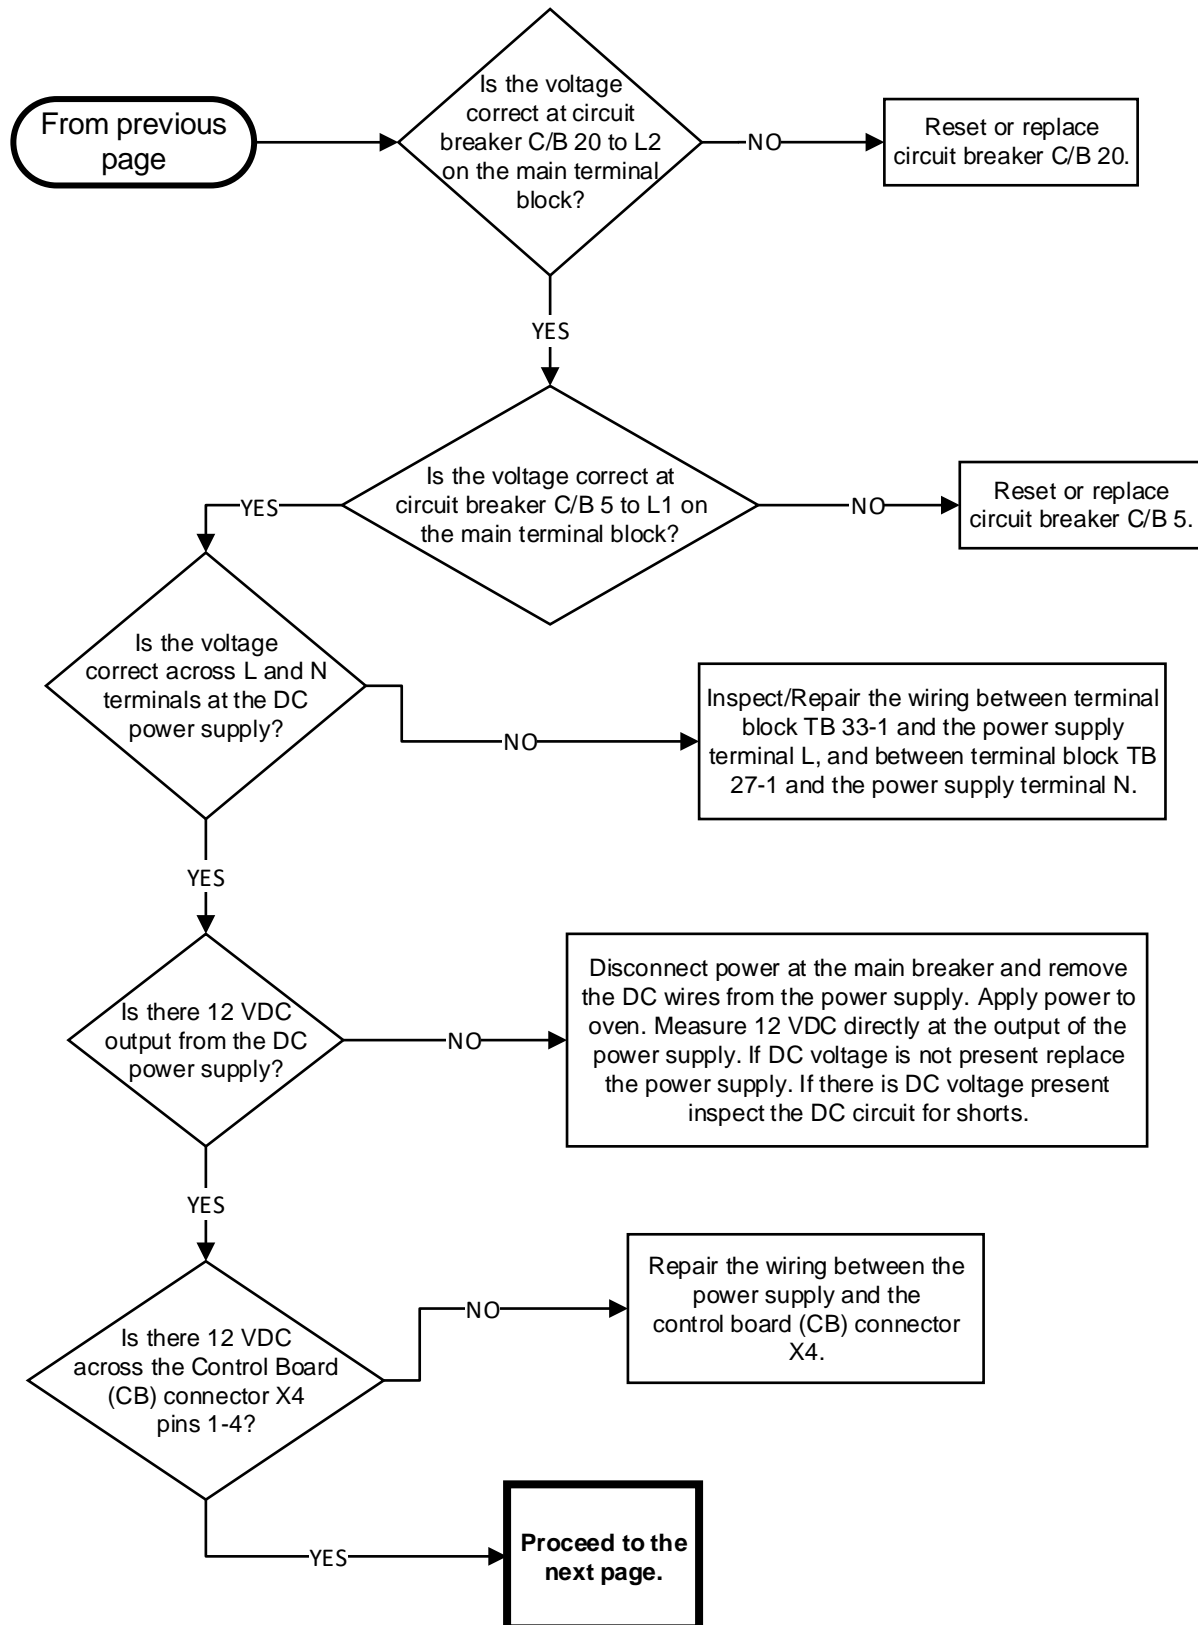 From previous
page
Is the voltage
correct at circuit
breaker C/B 20 to L2
on the main terminal
block?
NO
Reset or replace
circuit breaker C/B 20.
YES
Is the voltage correct at
circuit breaker C/B 5 to L1 on
the main terminal block?
NO
Reset or replace
circuit breaker C/B 5.
YES
Is the voltage
correct across L and N
terminals at the DC
power supply?
NO
Inspect/Repair the wiring between terminal
block TB 33-1 and the power supply
terminal L, and between terminal block TB
27-1 and the power supply terminal N.
YES
Is there 12 VDC
output from the DC
power supply?
NO
Disconnect power at the main breaker and remove
the DC wires from the power supply. Apply power to
oven. Measure 12 VDC directly at the output of the
power supply. If DC voltage is not present replace
the power supply. If there is DC voltage present
inspect the DC circuit for shorts.
YES
Is there 12 VDC
across the Control Board
(CB) connector X4
pins 1-4?
NO
Repair the wiring between the
power supply and the
control board (CB) connector
X4.
YES
Proceed to the
next page.